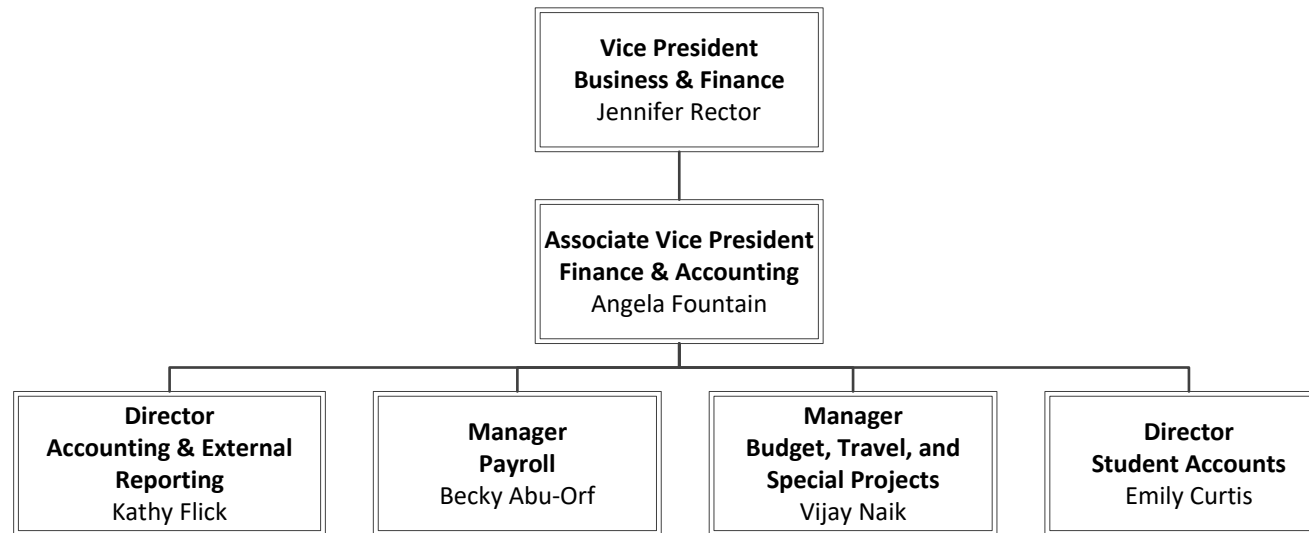 Vice President
Business & Finance
Jennifer Rector
Associate Vice President
Finance & Accounting
Angela Fountain
Director
Accounting & External
Reporting
Kathy Flick
Manager
Payroll
Becky Abu-Orf
Manager
Budget, Travel, and
Special Projects
Vijay Naik
Director
Student Accounts
Emily Curtis